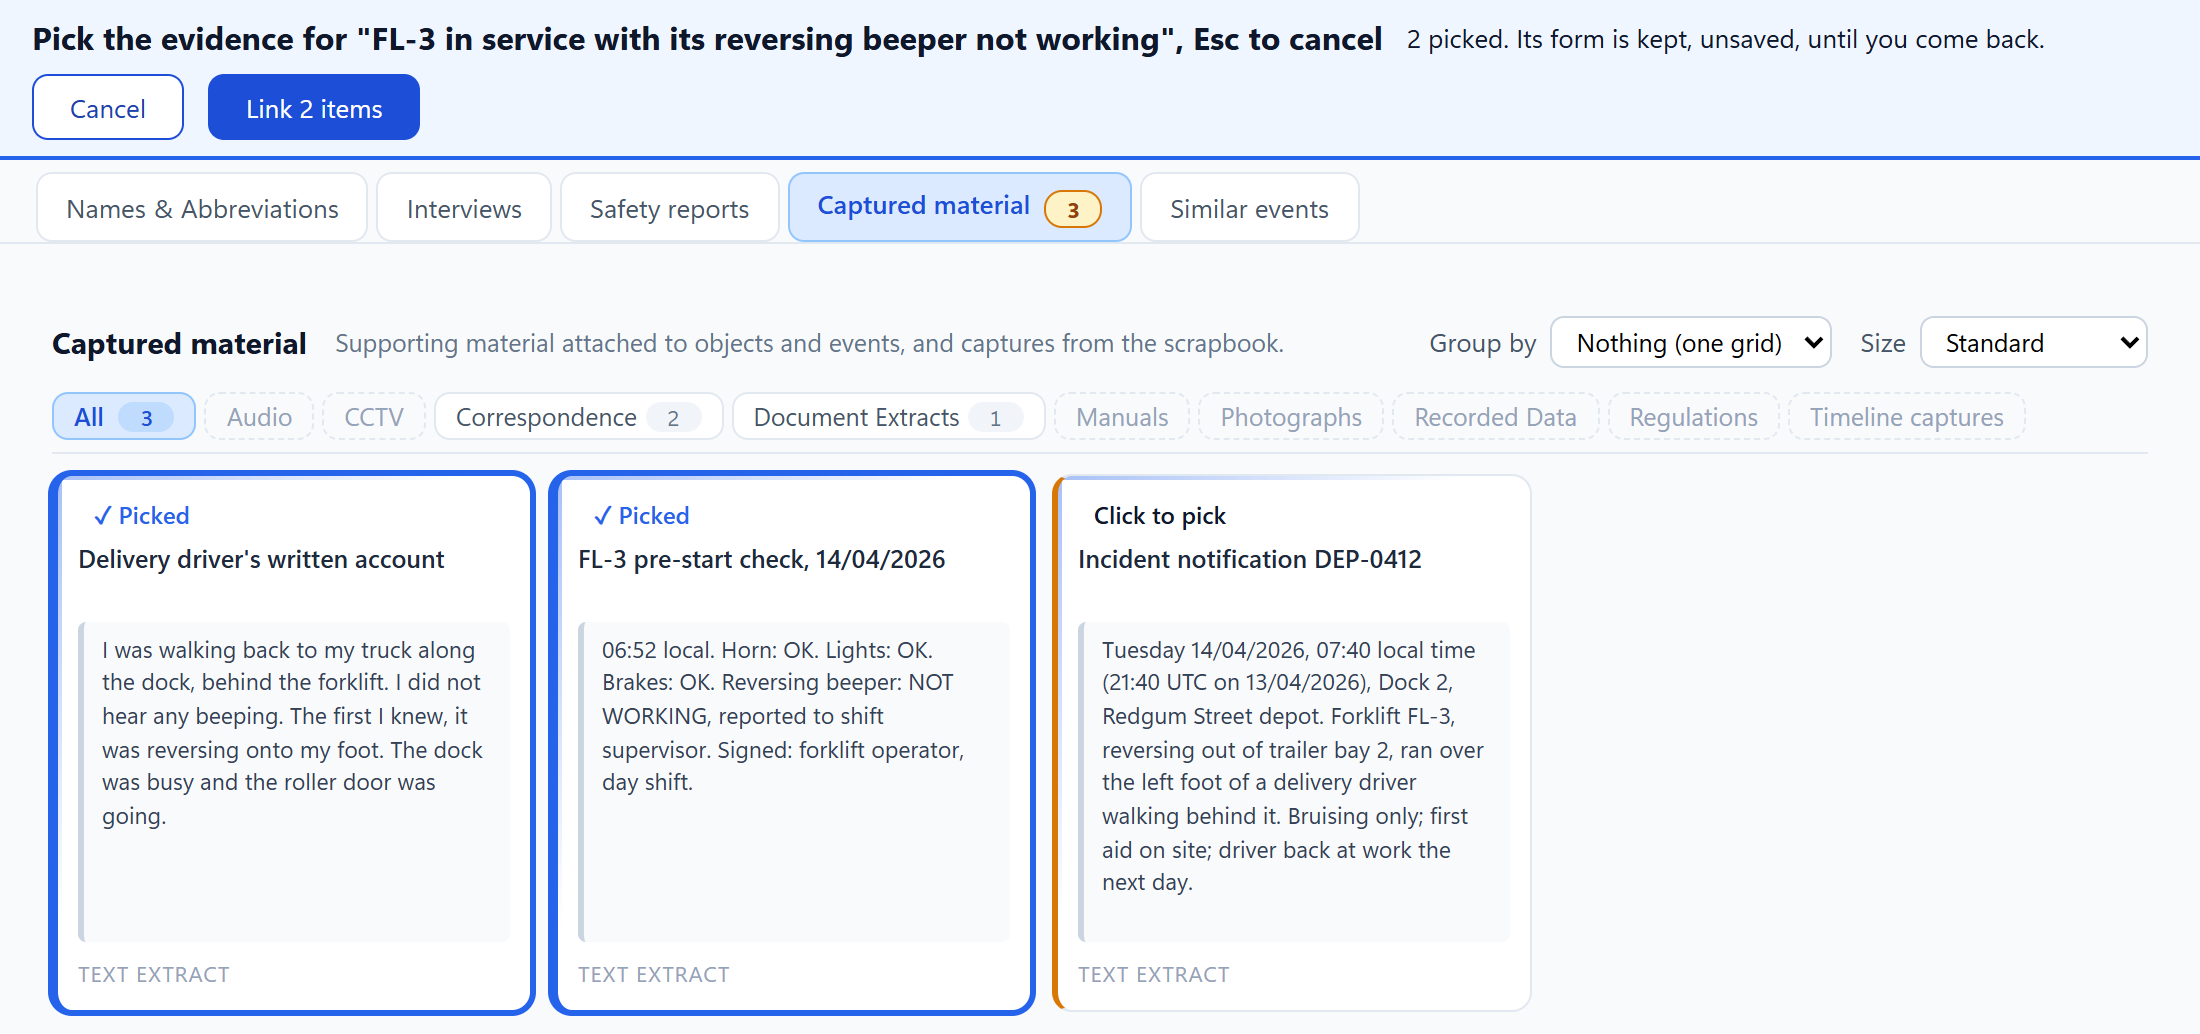 Pick the evidence for "FL-3 in service with its reversing beeper not working", Esc to cancel 2 picked. Its form is kept, unsaved, until you come back.
Cancel Link 2 items
Names & Abbreviations Interviews Safety reports Captured material 3 Similar events
Captured material Supporting material attached to objects and events, and captures from the scrapbook. Group by Nothing (one grid) Size Standard
All 3 Audio CCTV Correspondence 2 Document Extracts 1 Manuals Photographs Recorded Data Regulations Timeline captures
✓ Picked
Delivery driver's written account
I was walking back to my truck along
the dock, behind the forklift. I did not
hear any beeping. The first I knew, it
was reversing onto my foot. The dock
was busy and the roller door was
going.
TEXT EXTRACT
✓ Picked
FL-3 pre-start check, 14/04/2026
06:52 local. Horn: OK. Lights: OK.
Brakes: OK. Reversing beeper: NOT
WORKING, reported to shift
supervisor. Signed: forklift operator,
day shift.
TEXT EXTRACT
Click to pick
Incident notification DEP-0412
Tuesday 14/04/2026, 07:40 local time
(21:40 UTC on 13/04/2026), Dock 2,
Redgum Street depot. Forklift FL-3,
reversing out of trailer bay 2, ran over
the left foot of a delivery driver
walking behind it. Bruising only; first
aid on site; driver back at work the
next day.
TEXT EXTRACT